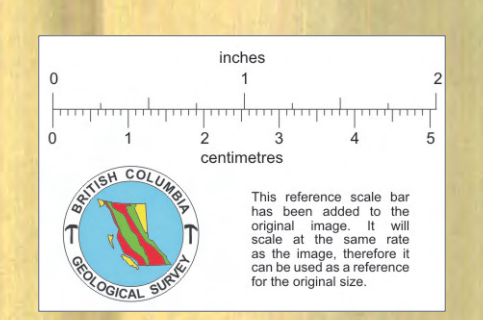 inches
0 1 2
0 1 2 3 4 5
centimetres
BRITISH COLUMBIA
GEOLOGICAL SURVEY
This reference scale bar
has been added to the
original image. It will
scale at the same rate
as the image, therefore it
can be used as a reference
for the original size.